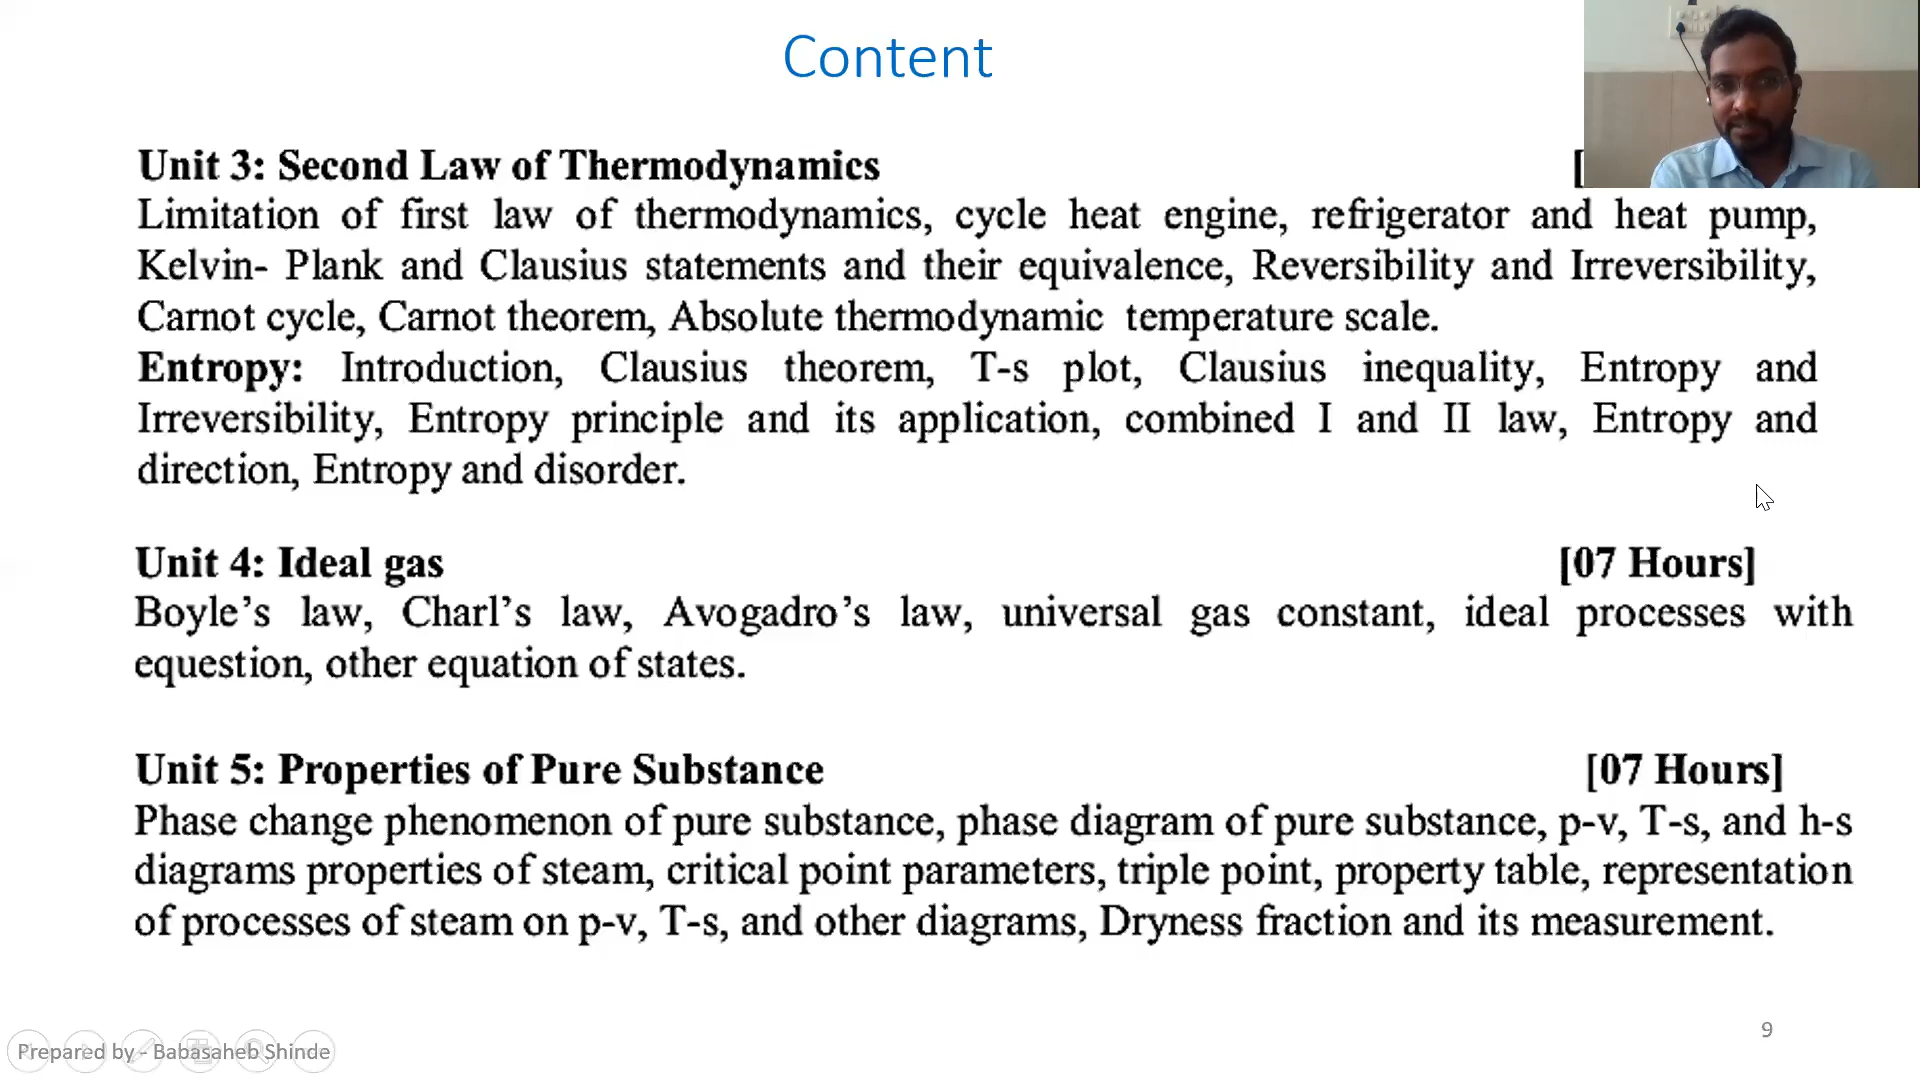 Content
Unit 3: Second Law of Thermodynamics [
Limitation of first law of thermodynamics, cycle heat engine, refrigerator and heat pump,
Kelvin- Plank and Clausius statements and their equivalence, Reversibility and Irreversibility,
Carnot cycle, Carnot theorem, Absolute thermodynamic temperature scale.
Entropy: Introduction, Clausius theorem, T-s plot, Clausius inequality, Entropy and
Irreversibility, Entropy principle and its application, combined I and II law, Entropy and
direction, Entropy and disorder.
Unit 4: Ideal gas [07 Hours]
Boyle’s law, Charl’s law, Avogadro’s law, universal gas constant, ideal processes with
equestion, other equation of states.
Unit 5: Properties of Pure Substance [07 Hours]
Phase change phenomenon of pure substance, phase diagram of pure substance, p-v, T-s, and h-s
diagrams properties of steam, critical point parameters, triple point, property table, representation
of processes of steam on p-v, T-s, and other diagrams, Dryness fraction and its measurement.
9
Prepared by - Babasaheb Shinde